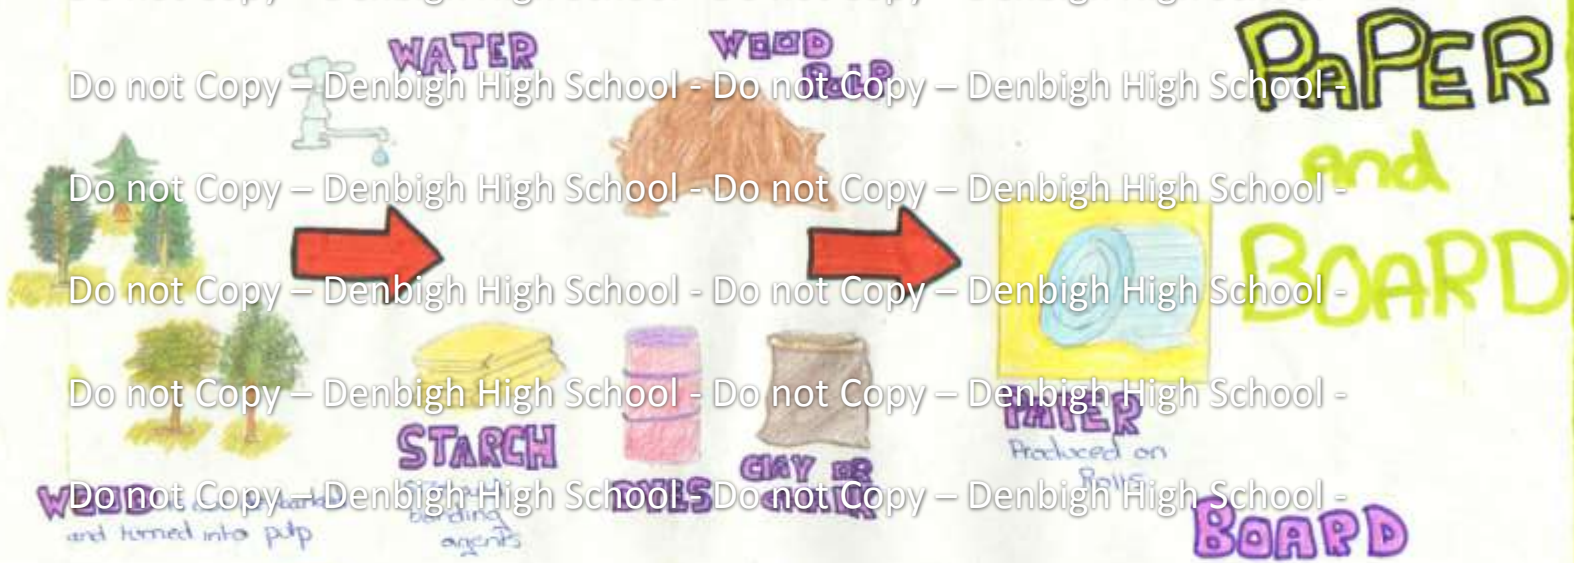 PAPER
and
BOARD
WATER
WOOD
PULP
Do not Copy – Denbigh High School - Do not Copy – Denbigh High School -
Do not Copy – Denbigh High School - Do not Copy – Denbigh High School -
Do not Copy – Denbigh High School - Do not Copy – Denbigh High School -
Do not Copy – Denbigh High School - Do not Copy – Denbigh High School -
Do not Copy – Denbigh High School - Do not Copy – Denbigh High School -
WOOD
and turned into pulp
STARCH
bonding
agents
DYES
CLAY OR
CHALK
PAPER
Produced on
Rolls
BOARD